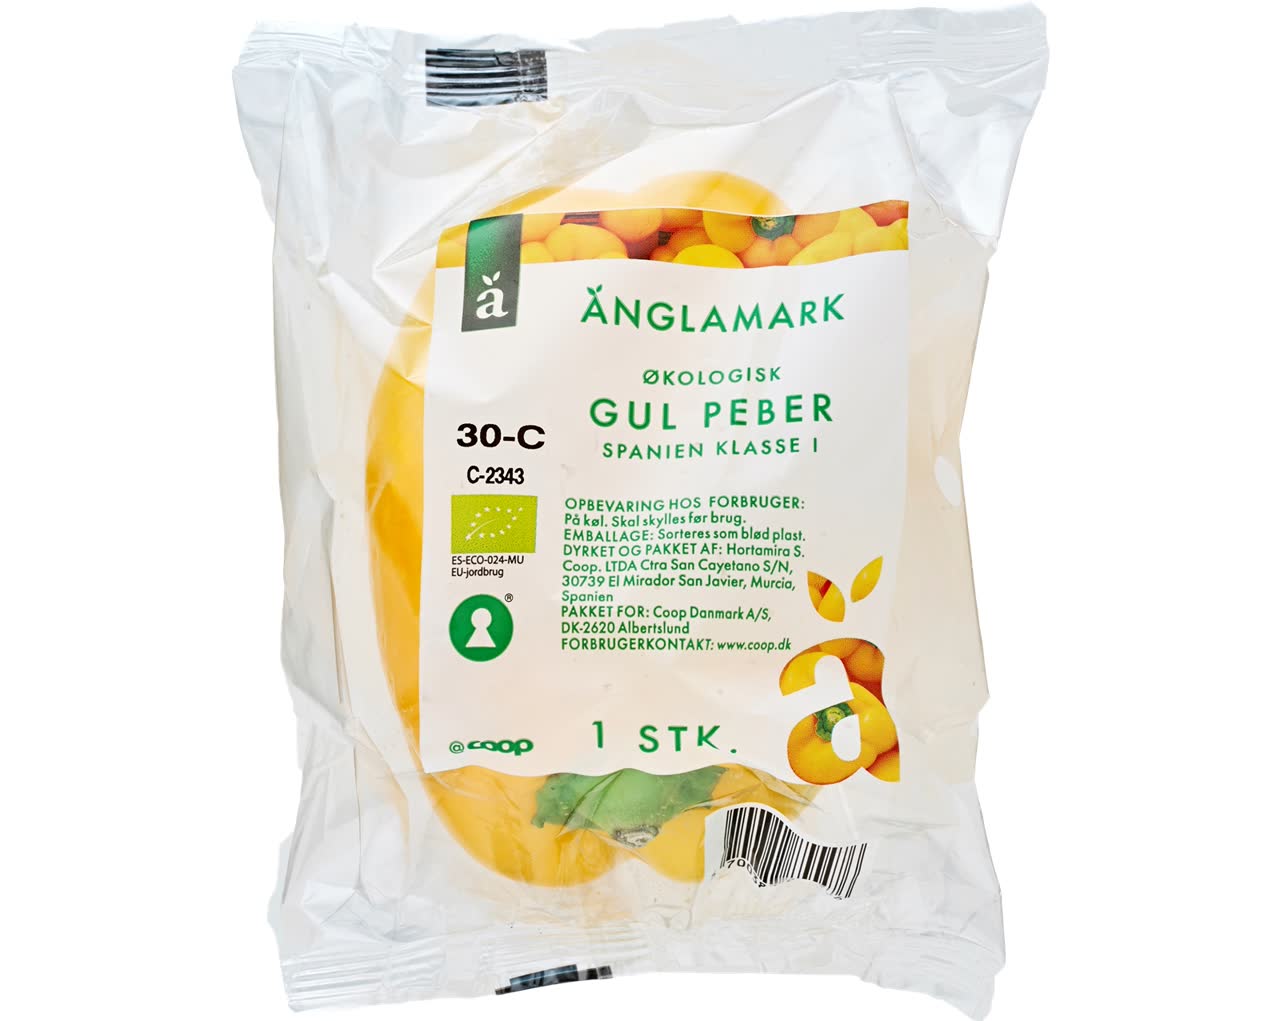 ä
ÄNGLAMARK
ØKOLOGISK
GUL PEBER
SPANIEN KLASSE I
30-C
C-2343
ES-ECO-024-MU
EU-jordbrug
®
OPBEVARING HOS FORBRUGER:
På køl. Skal skylles før brug.
EMBALLAGE: Sorteres som blød plast.
DYRKET OG PAKKET AF: Hortamira S.
Coop. LTDA Ctra San Cayetano S/N,
30739 El Mirador San Javier, Murcia,
Spanien
PAKKET FOR: Coop Danmark A/S,
DK-2620 Albertslund
FORBRUGERKONTAKT: www.coop.dk
ä
@ coop
1 STK.